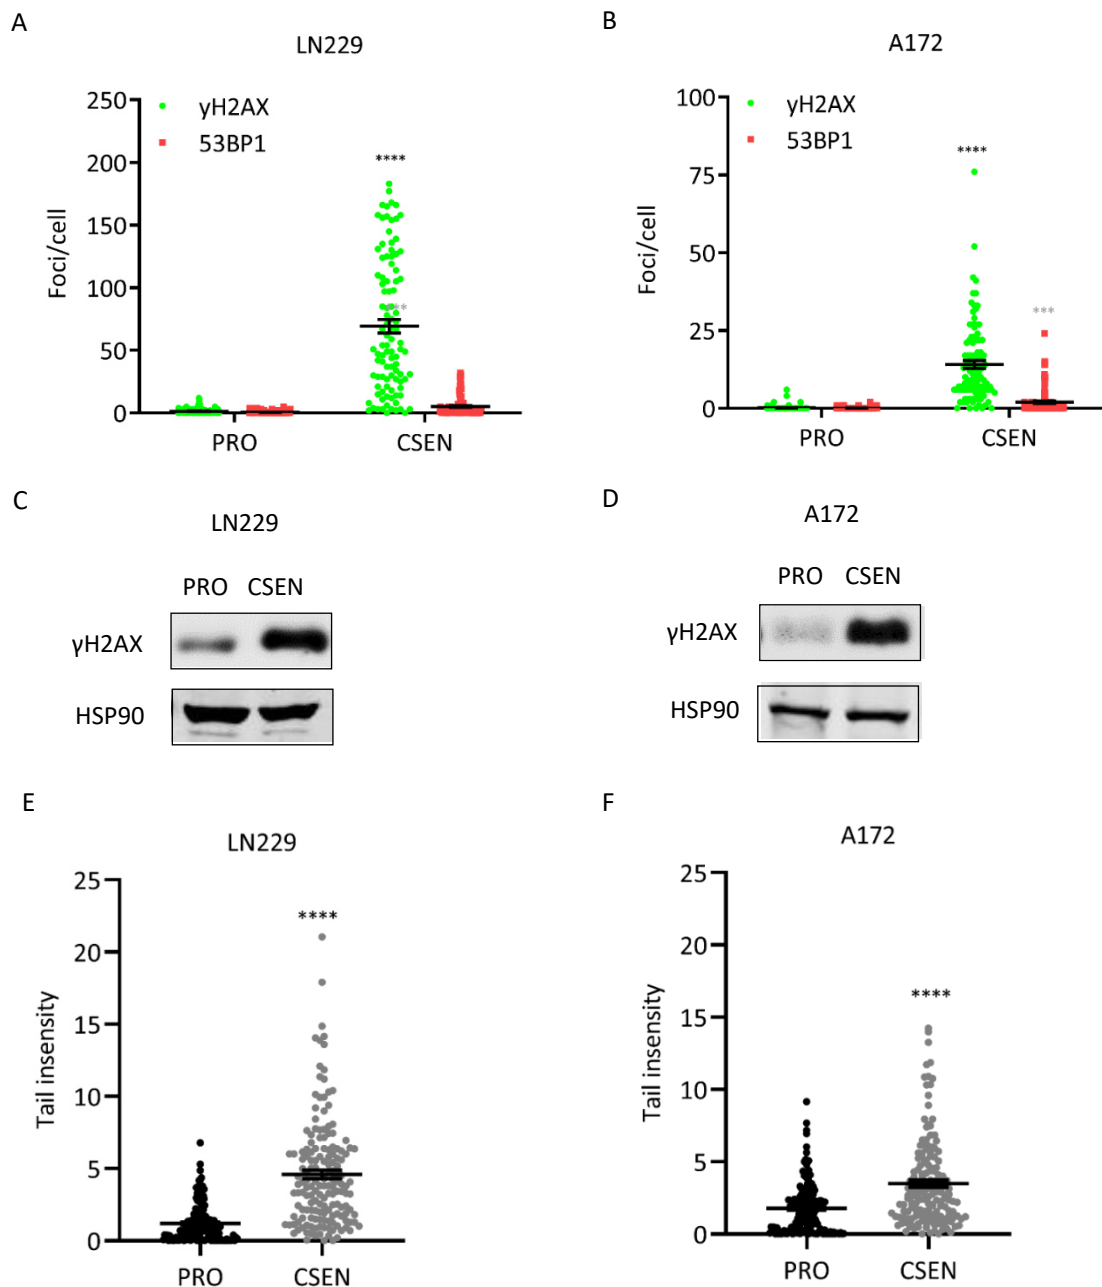 A
LN229
250
200
150
100
50
0
Foci/cell
yH2AX
53BP1
****
***
PRO
CSEN
B
A172
100
75
50
25
0
Foci/cell
yH2AX
53BP1
****
***
PRO
CSEN
C
LN229
PRO CSEN
γH2AX
HSP90
D
A172
PRO CSEN
γH2AX
HSP90
E
LN229
25
20
15
10
5
0
Tail insensity
****
PRO
CSEN
F
A172
25
20
15
10
5
0
Tail insensity
****
PRO
CSEN